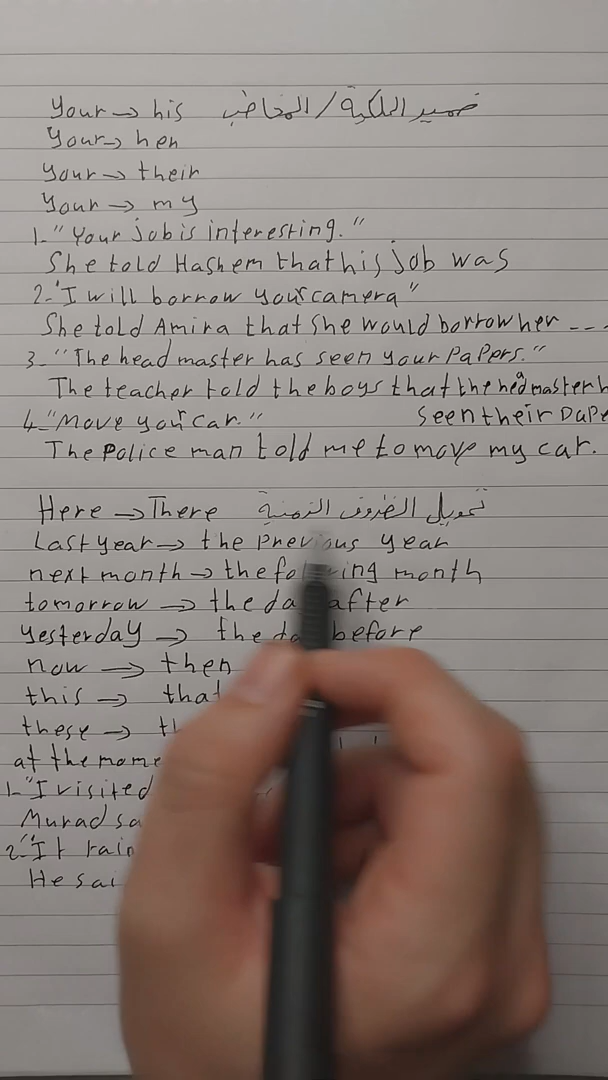 Your → his ضمير الملكية / المخاطب
Your → her
Your → their
Your → my
1- "Your job is interesting."
She told Hashem that his job was
2- "I will borrow your camera"
She told Amira that she would borrow her ---
3- "The head master has seen your papers."
The teacher told the boys that the head master h
seen their pape
4- "Move your car."
The Police man told me to move my car.
Here → There تحويل الظروف الزمنية
Last year → the previous year
next month → the following month
tomorrow → the day after
yesterday → the day before
now → then
this → that
these → th
at the mome
1- "I visited
Murad sa
2- "It rain
He sai